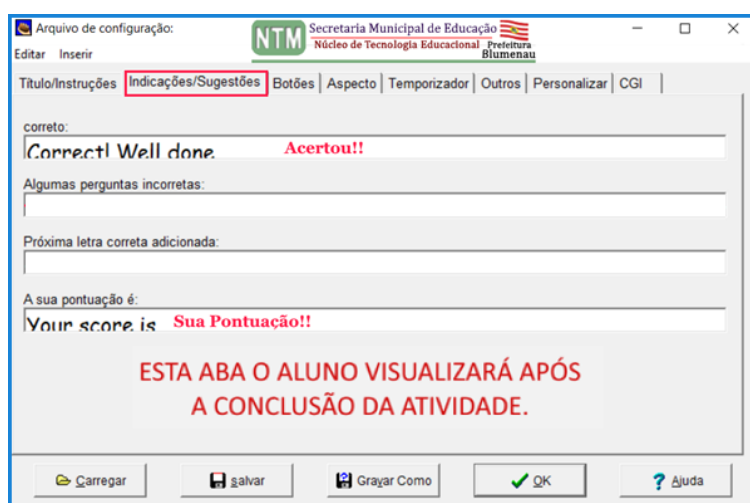 Arquivo de configuração:
NTM Secretaria Municipal de Educação
Núcleo de Tecnologia Educacional
Prefeitura
Blumenau
Editar Inserir
Título/Instruções Indicações/Sugestões Botões Aspecto Temporizador Outros Personalizar CGI
correto:
Correct! Well done Acertou!!
Algumas perguntas incorretas:
Próxima letra correta adicionada:
A sua pontuação é:
Your score is Sua Pontuação!!
ESTA ABA O ALUNO VISUALIZARÁ APÓS
A CONCLUSÃO DA ATIVIDADE.
Carregar salvar Gravar Como OK Ajuda